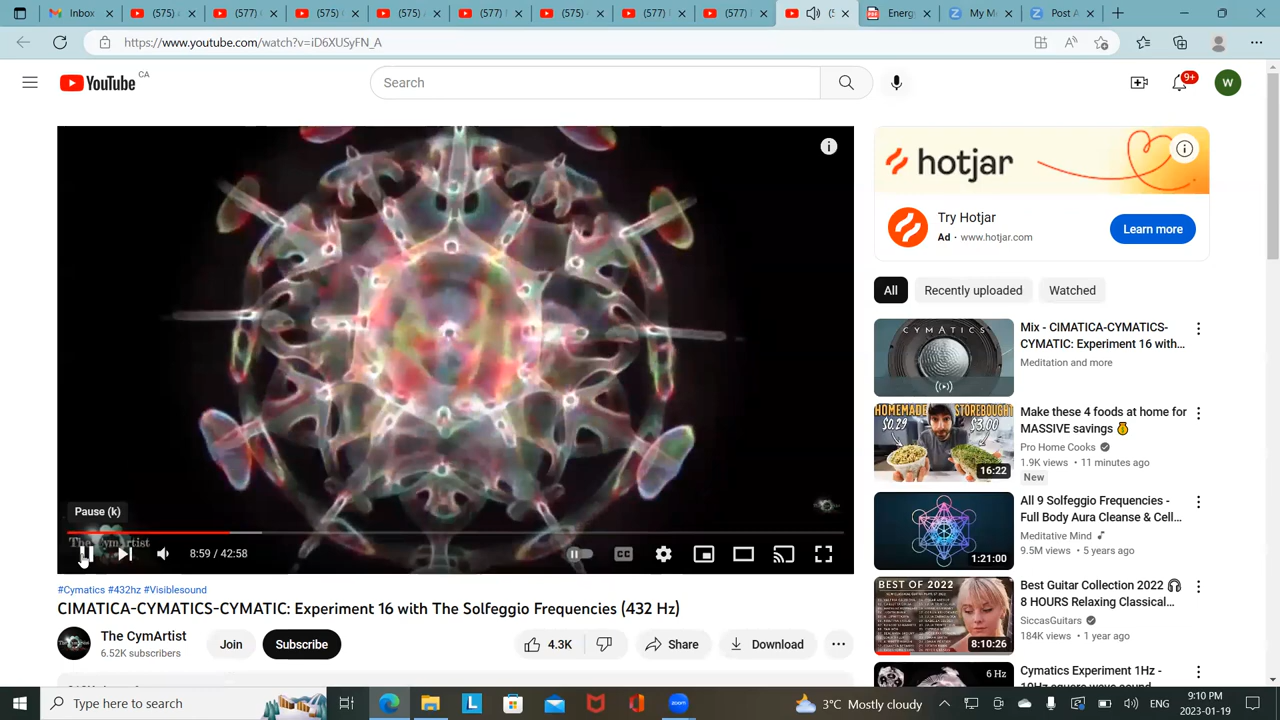 Inbox
(575)
(577)
(575)
(575)
(577)
(575)
(577)
(577)
Energ
My M
Post A
https://www.youtube.com/watch?v=iD6XUSyFN_A
YouTube CA
Search
9+
W
hotjar
Try Hotjar
Ad · www.hotjar.com
Learn more
All
Recently uploaded
Watched
CYMATICS
Mix - CIMATICA-CYMATICS-
CYMATIC: Experiment 16 with...
Meditation and more
HOMEMADE STOREBOUGHT
$0.29 $3.00
16:22
Make these 4 foods at home for
MASSIVE savings
Pro Home Cooks
1.9K views • 11 minutes ago
New
All 9 Solfeggio Frequencies -
Full Body Aura Cleanse & Cell...
Meditative Mind
9.5M views • 5 years ago
1:21:00
BEST OF 2022
8:10:26
Best Guitar Collection 2022
8 HOURS Relaxing Classical...
SiccasGuitars
184K views • 1 year ago
6 Hz
Cymatics Experiment 1Hz -
Pause (k)
The CymArtist
8:59 / 42:58
CC
#Cymatics #432hz #Visiblesound
CIMATICA-CYMATICS-CYMATIC: Experiment 16 with The Solfeggio Frequencies (432 Hz)
The CymArtist
6.52K subscribers
Join
Subscribe
4.3K
Share
Download
Type here to search
L
zoom
3°C Mostly cloudy
ENG
9:10 PM
2023-01-19